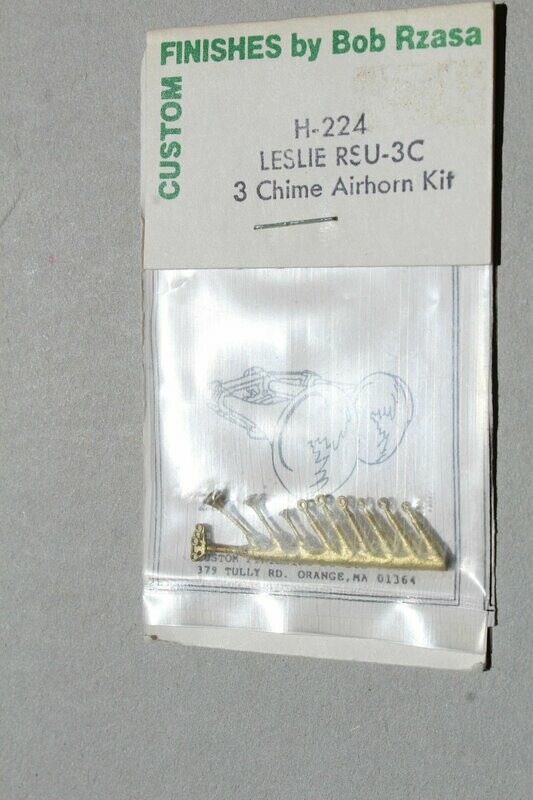 CUSTOM
FINISHES by Bob Rzasa
H-224
LESLIE RSU-3C
3 Chime Airhorn Kit
379 TULLY RD. ORANGE, MA 01364